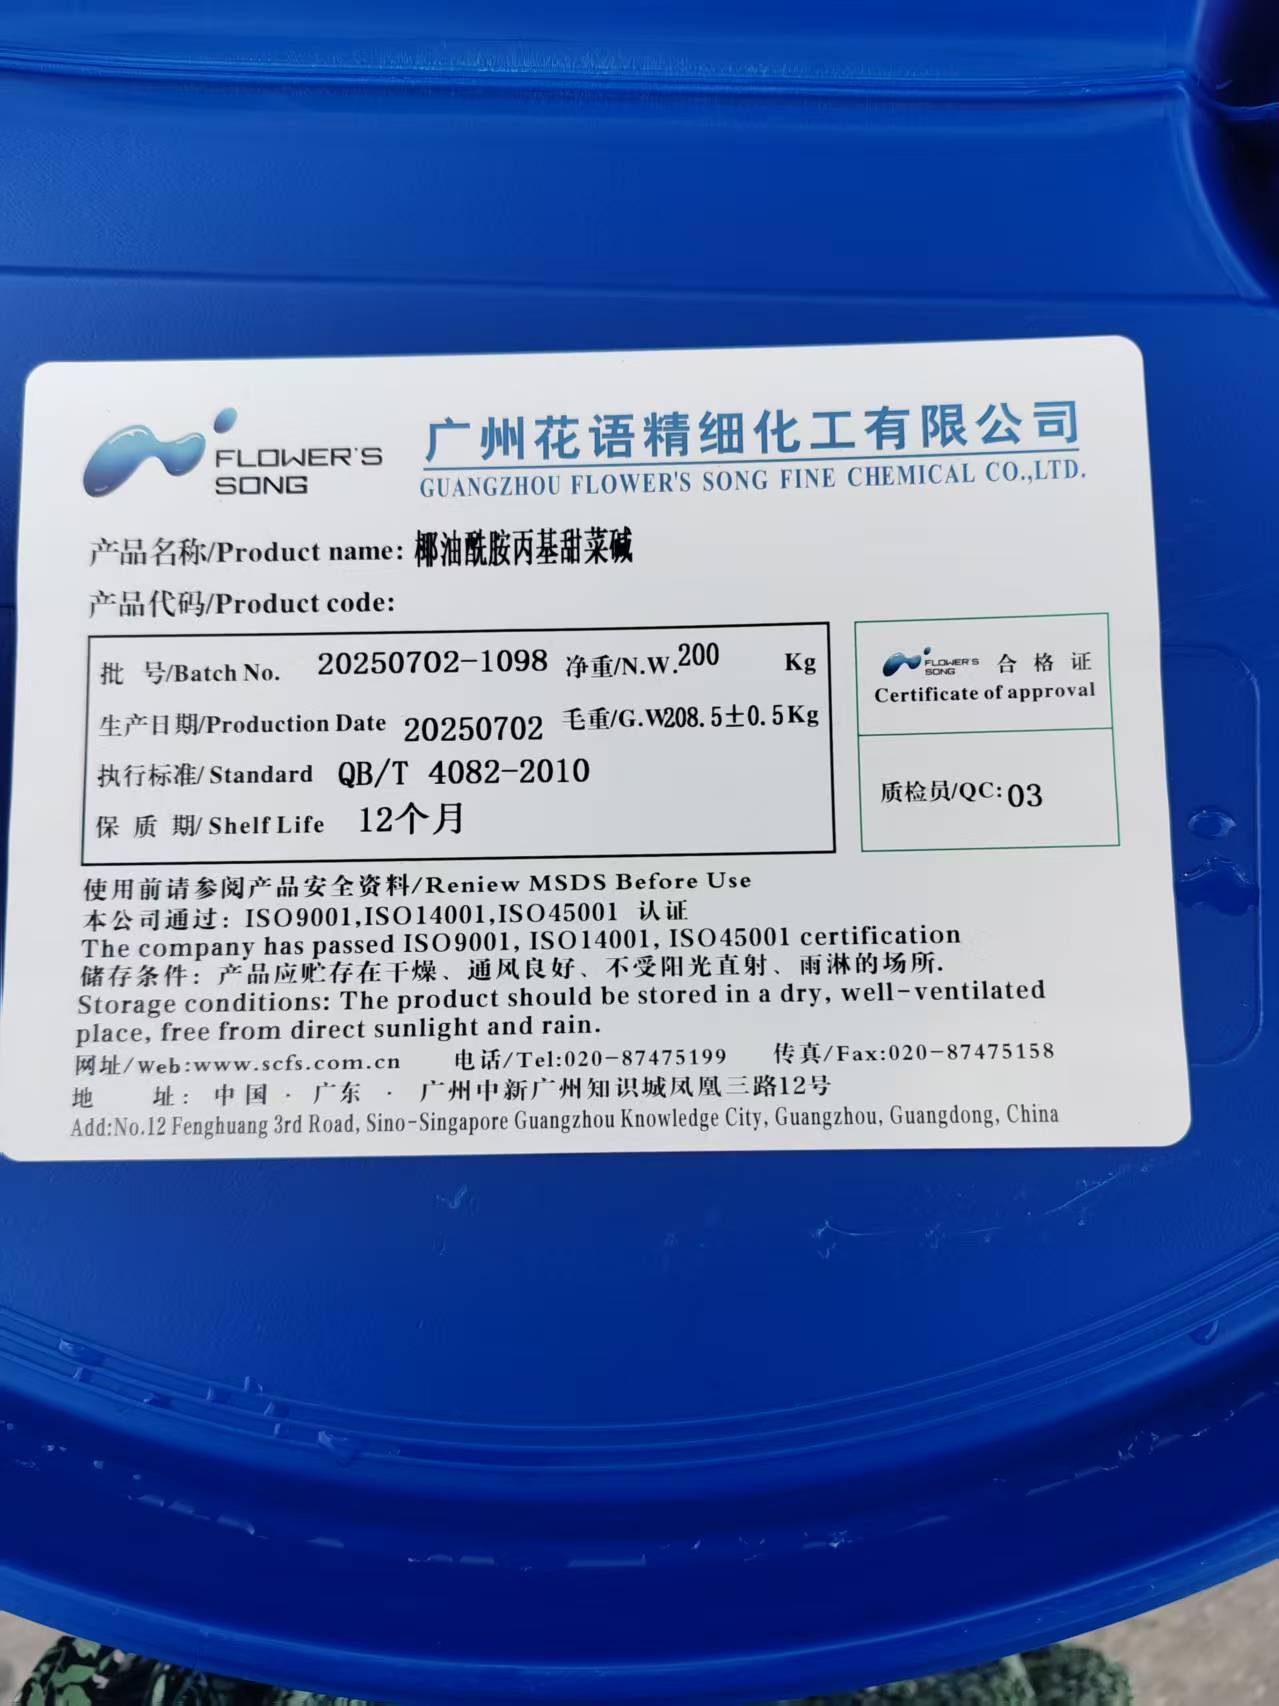 FLOWER'S
SONG
广州花语精细化工有限公司
GUANGZHOU FLOWER'S SONG FINE CHEMICAL CO.,LTD.
产品名称/Product name: 椰油酰胺丙基甜菜碱
产品代码/Product code:
批 号/Batch No. 20250702-1098 净重/N.W.200 Kg
生产日期/Production Date 20250702 毛重/G.W208.5±0.5Kg
执行标准/ Standard QB/T 4082-2010
保 质 期/ Shelf Life 12个月
FLOWER'S
SONG
合 格 证
Certificate of approval
质检员/QC: 03
使用前请参阅产品安全资料/Reniew MSDS Before Use
本公司通过: ISO9001,ISO14001,ISO45001 认证
The company has passed ISO9001, ISO14001, ISO45001 certification
储存条件: 产品应贮存在干燥、通风良好、不受阳光直射、雨淋的场所.
Storage conditions: The product should be stored in a dry, well-ventilated
place, free from direct sunlight and rain.
网址/Web:www.scfs.com.cn 电话/Tel:020-87475199 传真/Fax:020-87475158
地 址: 中国 · 广东 · 广州中新广州知识城凤凰三路12号
Add:No.12 Fenghuang 3rd Road, Sino-Singapore Guangzhou Knowledge City, Guangzhou, Guangdong, China